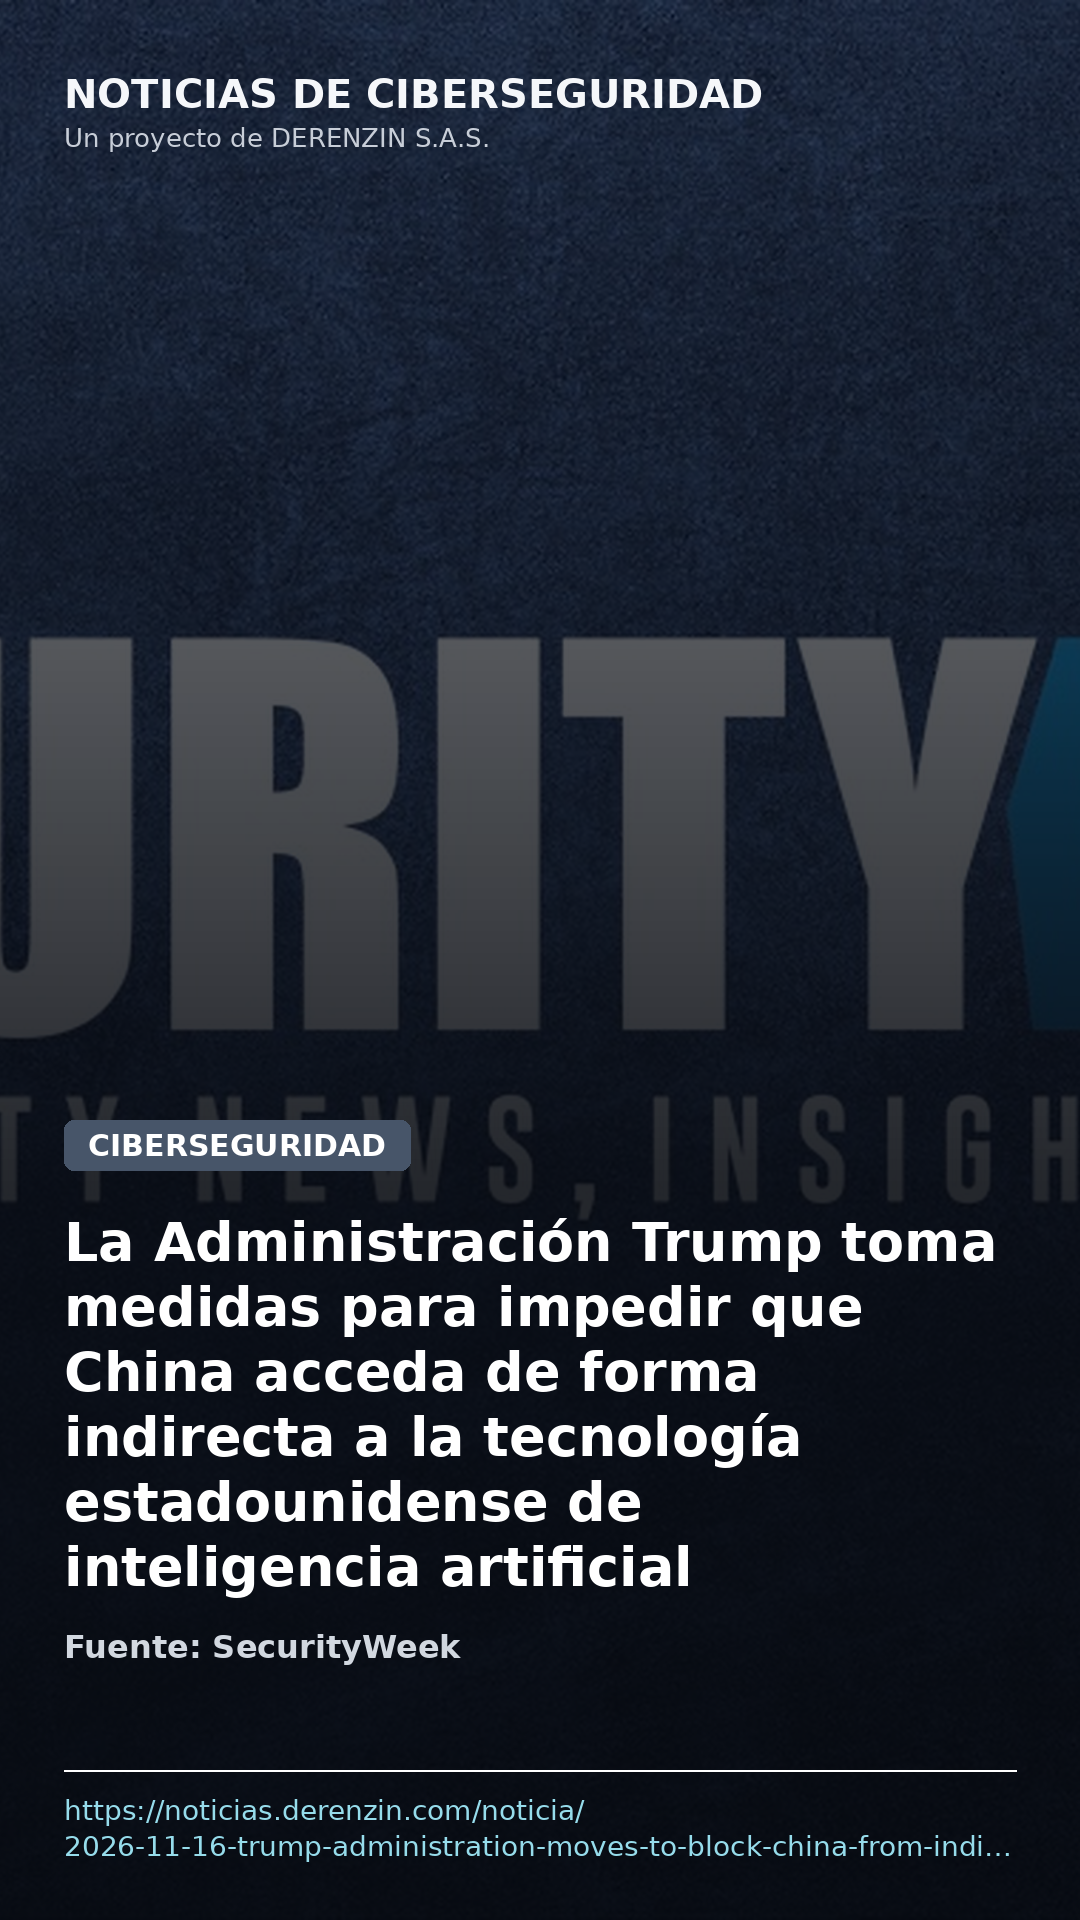 NOTICIAS DE CIBERSEGURIDAD
Un proyecto de DERENZIN S.A.S.
URITY
TY NEWS, INSIGH
CIBERSEGURIDAD
La Administración Trump toma
medidas para impedir que
China acceda de forma
indirecta a la tecnología
estadounidense de
inteligencia artificial
Fuente: SecurityWeek
https://noticias.derenzin.com/noticia/
2026-11-16-trump-administration-moves-to-block-china-from-indi…